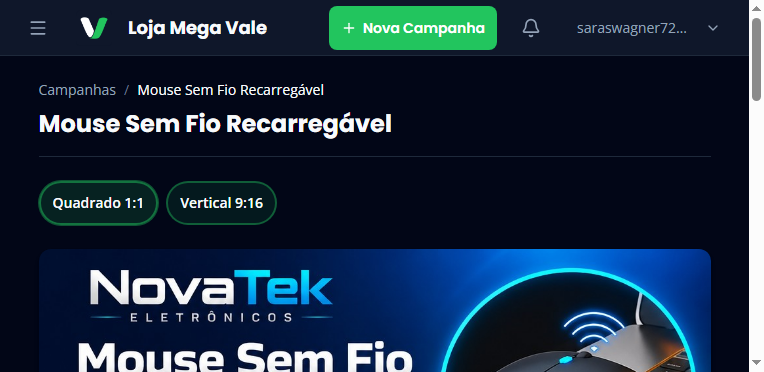 Loja Mega Vale
+ Nova Campanha
saraswagner72...
Campanhas / Mouse Sem Fio Recarregável
Mouse Sem Fio Recarregável
Quadrado 1:1
Vertical 9:16
NovaTek
ELETRÔNICOS
Mouse Sem Fio